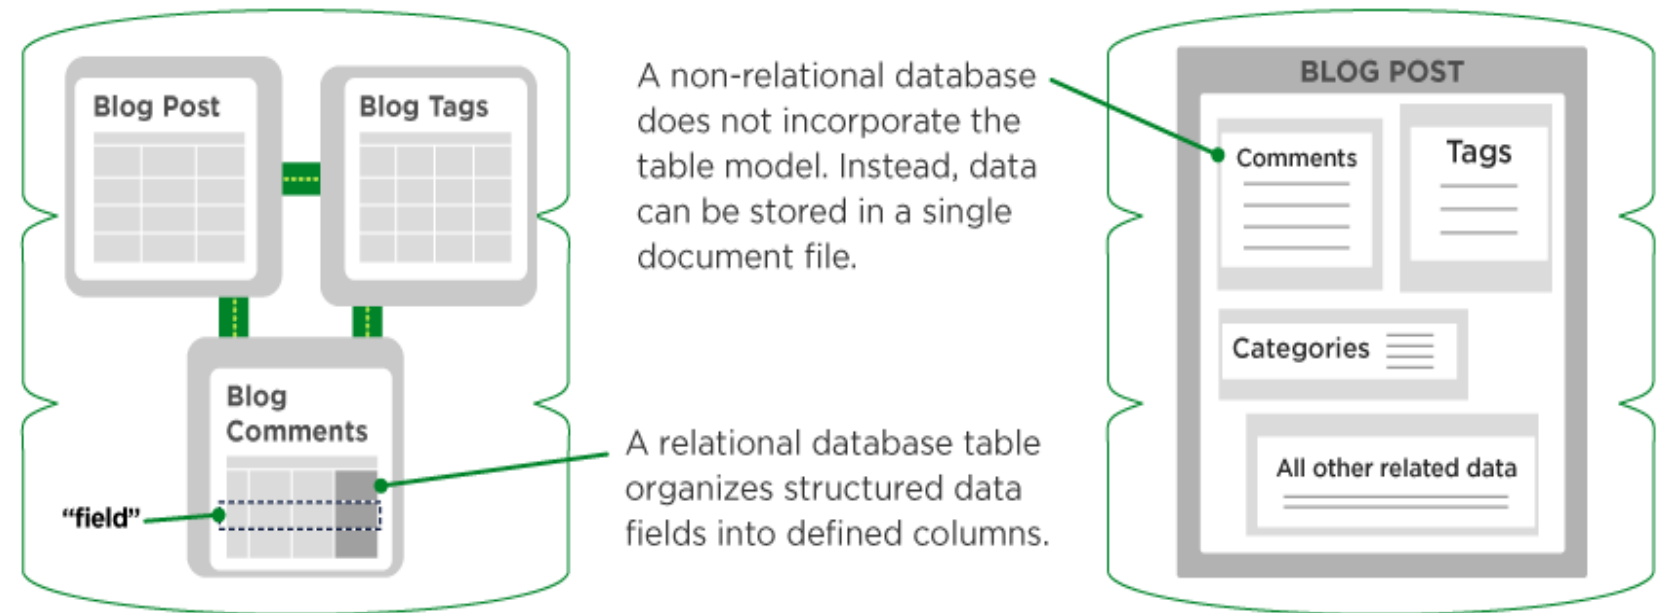 Blog Post
Blog Tags
Blog
Comments
“field”
A non-relational database
does not incorporate the
table model. Instead, data
can be stored in a single
document file.
A relational database table
organizes structured data
fields into defined columns.
BLOG POST
Comments
Tags
Categories
All other related data